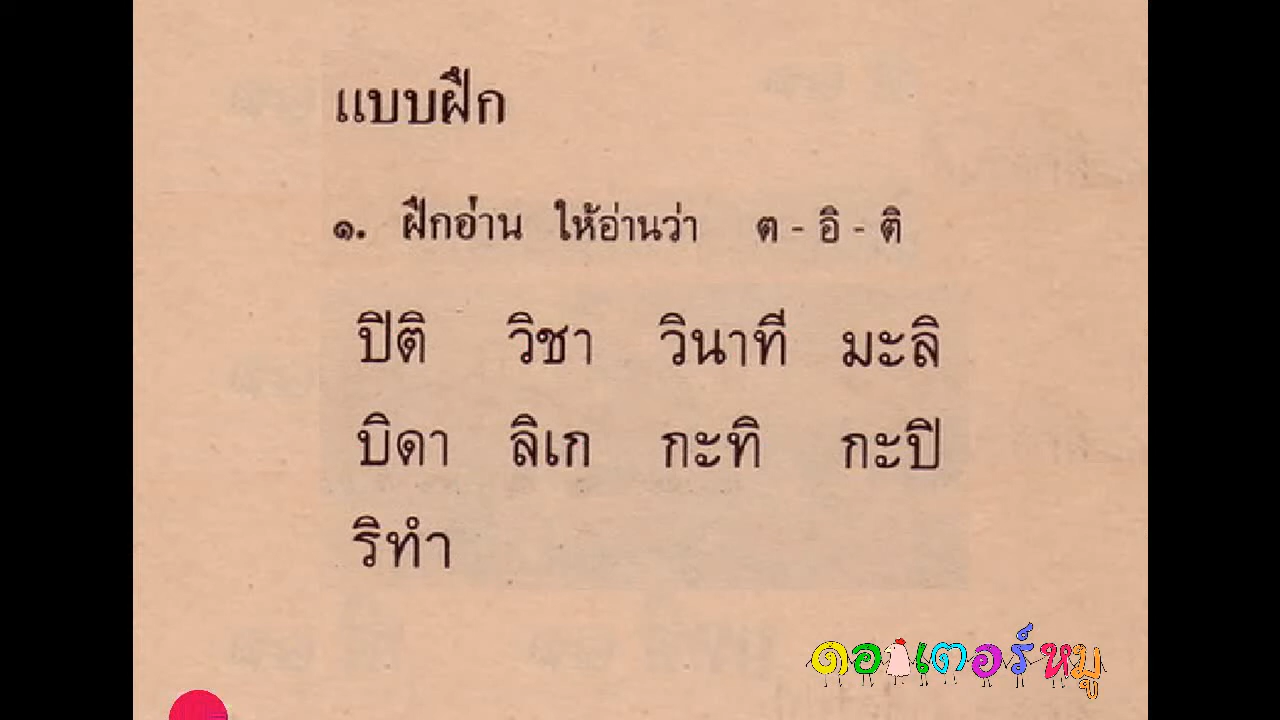 แบบฝึก
๑. ฝึกอ่าน ให้อ่านว่า ต - อิ - ติ
ปิติ วิชา วินาที มะลิ
บิดา ลิเก กะทิ กะปิ
ริทำ
ดอกเตอร์หมู